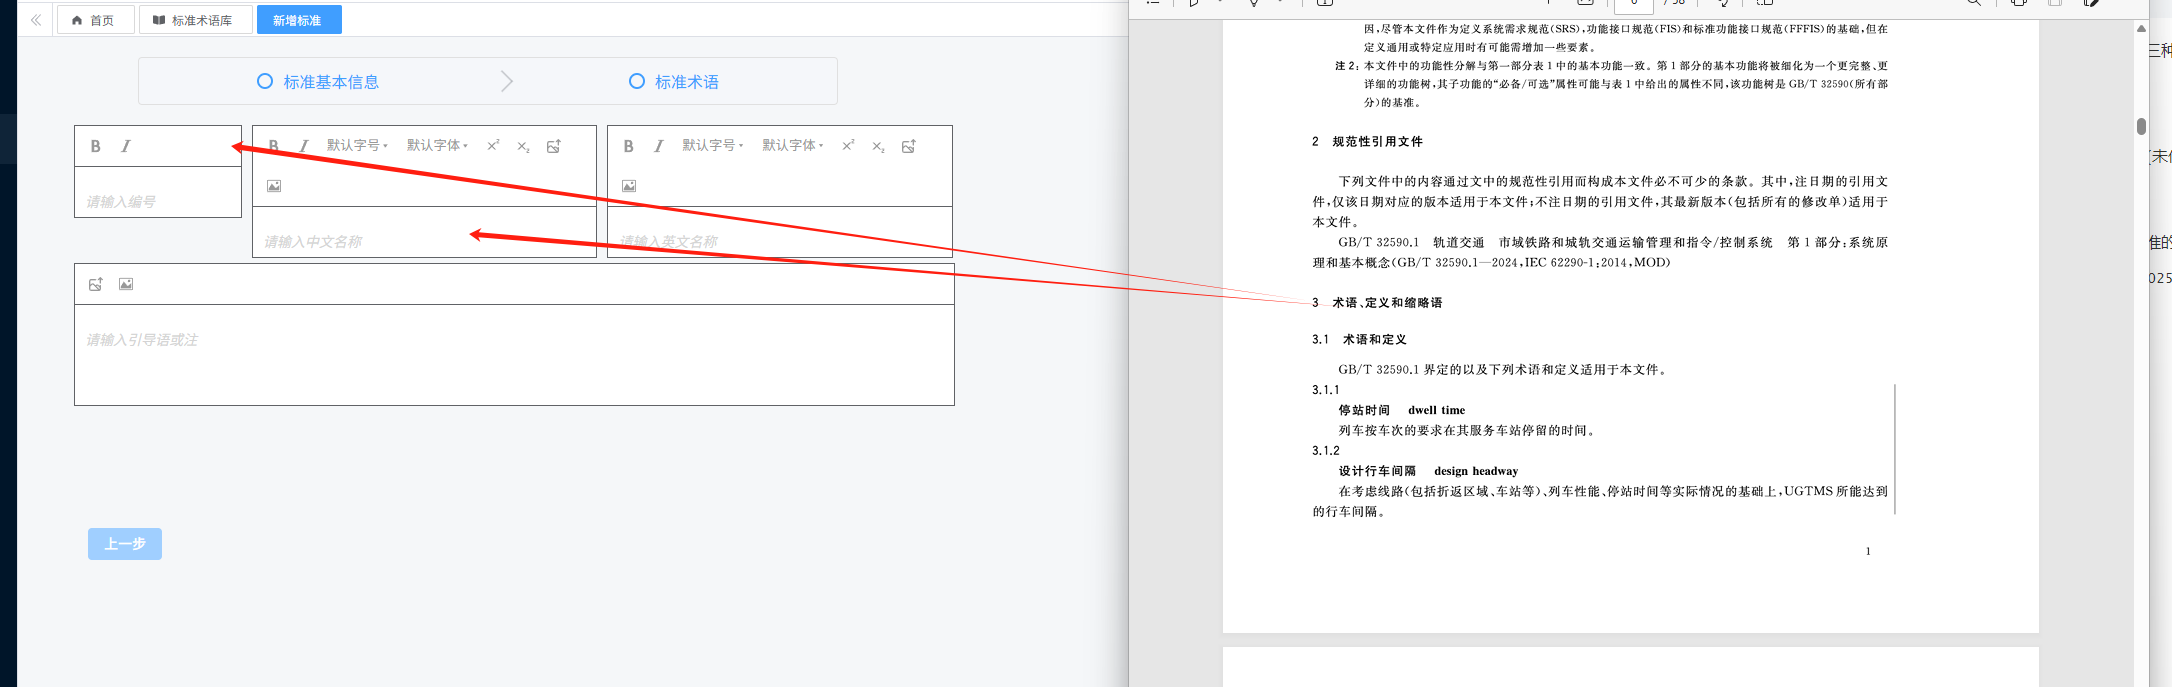 首页
标准术语库
新增标准
标准基本信息
标准术语
B I
B I 默认字号 默认字体 x² x₂
B I 默认字号 默认字体 x² x₂
请输入编号
请输入中文名称
请输入英文名称
请输入引导语或注
上一步
因,尽管本文件作为定义系统需求规范(SRS),功能接口规范(FIS)和标准功能接口规范(FFFIS)的基础,但在
定义通用或特定应用时有可能需增加一些要素。
注 2: 本文件中的功能性分解与第一部分表 1 中的基本功能一致。第 1 部分的基本功能将被细化为一个更完整、更
详细的功能树,其子功能的“必备/可选”属性可能与表 1 中给出的属性不同,该功能树是 GB/T 32590(所有部
分)的基准。
2 规范性引用文件
下列文件中的内容通过文中的规范性引用而构成本文件必不可少的条款。其中,注日期的引用文
件,仅该日期对应的版本适用于本文件;不注日期的引用文件,其最新版本(包括所有的修改单)适用于
本文件。
GB/T 32590.1 轨道交通 市域铁路和城轨交通运输管理和指令/控制系统 第 1 部分:系统原
理和基本概念(GB/T 32590.1—2024,IEC 62290-1:2014,MOD)
3 术语、定义和缩略语
3.1 术语和定义
GB/T 32590.1 界定的以及下列术语和定义适用于本文件。
3.1.1
停站时间 dwell time
列车按车次的要求在其服务车站停留的时间。
3.1.2
设计行车间隔 design headway
在考虑线路(包括折返区域、车站等)、列车性能、停站时间等实际情况的基础上,UGTMS 所能达到
的行车间隔。
1
三种
准的
025